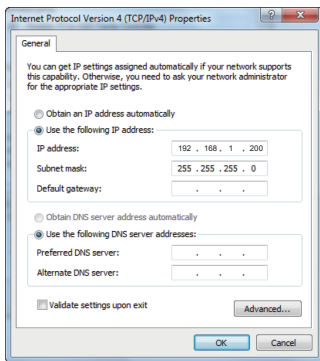 Internet Protocol Version 4 (TCP/IPv4) Properties
General
You can get IP settings assigned automatically if your network supports
this capability. Otherwise, you need to ask your network administrator
for the appropriate IP settings.
Obtain an IP address automatically
Use the following IP address:
IP address: 192 . 168 . 1 . 200
Subnet mask: 255 . 255 . 255 . 0
Default gateway: . . .
Obtain DNS server address automatically
Use the following DNS server addresses:
Preferred DNS server: . . .
Alternate DNS server: . . .
Validate settings upon exit
Advanced...
OK Cancel